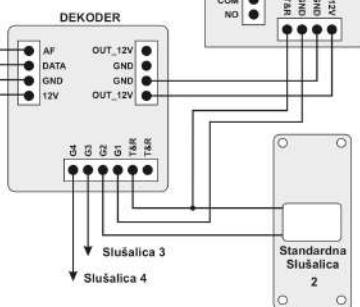 COM
NO
T&R
GND
GND
12V
DEKODER
AF
DATA
GND
12V
OUT_12V
GND
GND
OUT_12V
G4
G3
G2
G1
T&R
T&R
Slušalica 3
Slušalica 4
Standardna
Slušalica
2